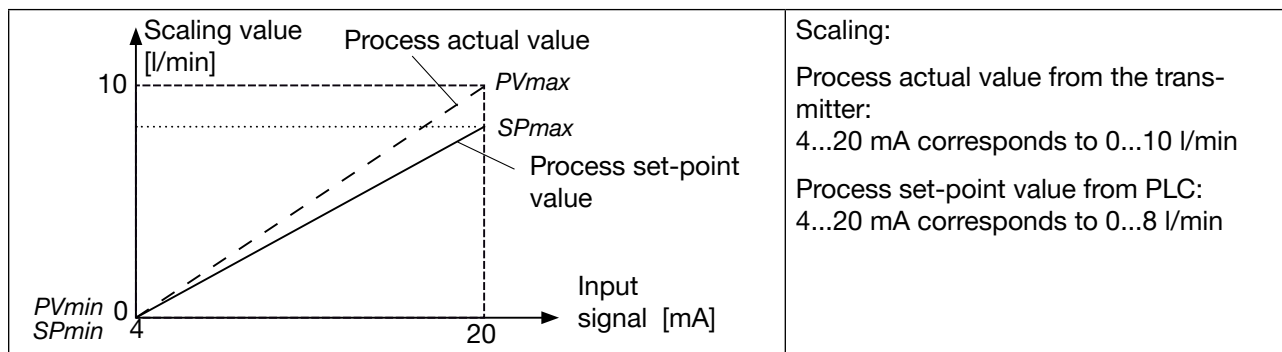 Scaling value
[l/min]
Process actual value
10
PVmax
SPmax
Process set-point
value
PVmin 0
SPmin
4
20
Input
signal [mA]
Scaling:
Process actual value from the trans-
mitter:
4...20 mA corresponds to 0...10 l/min
Process set-point value from PLC:
4...20 mA corresponds to 0...8 l/min